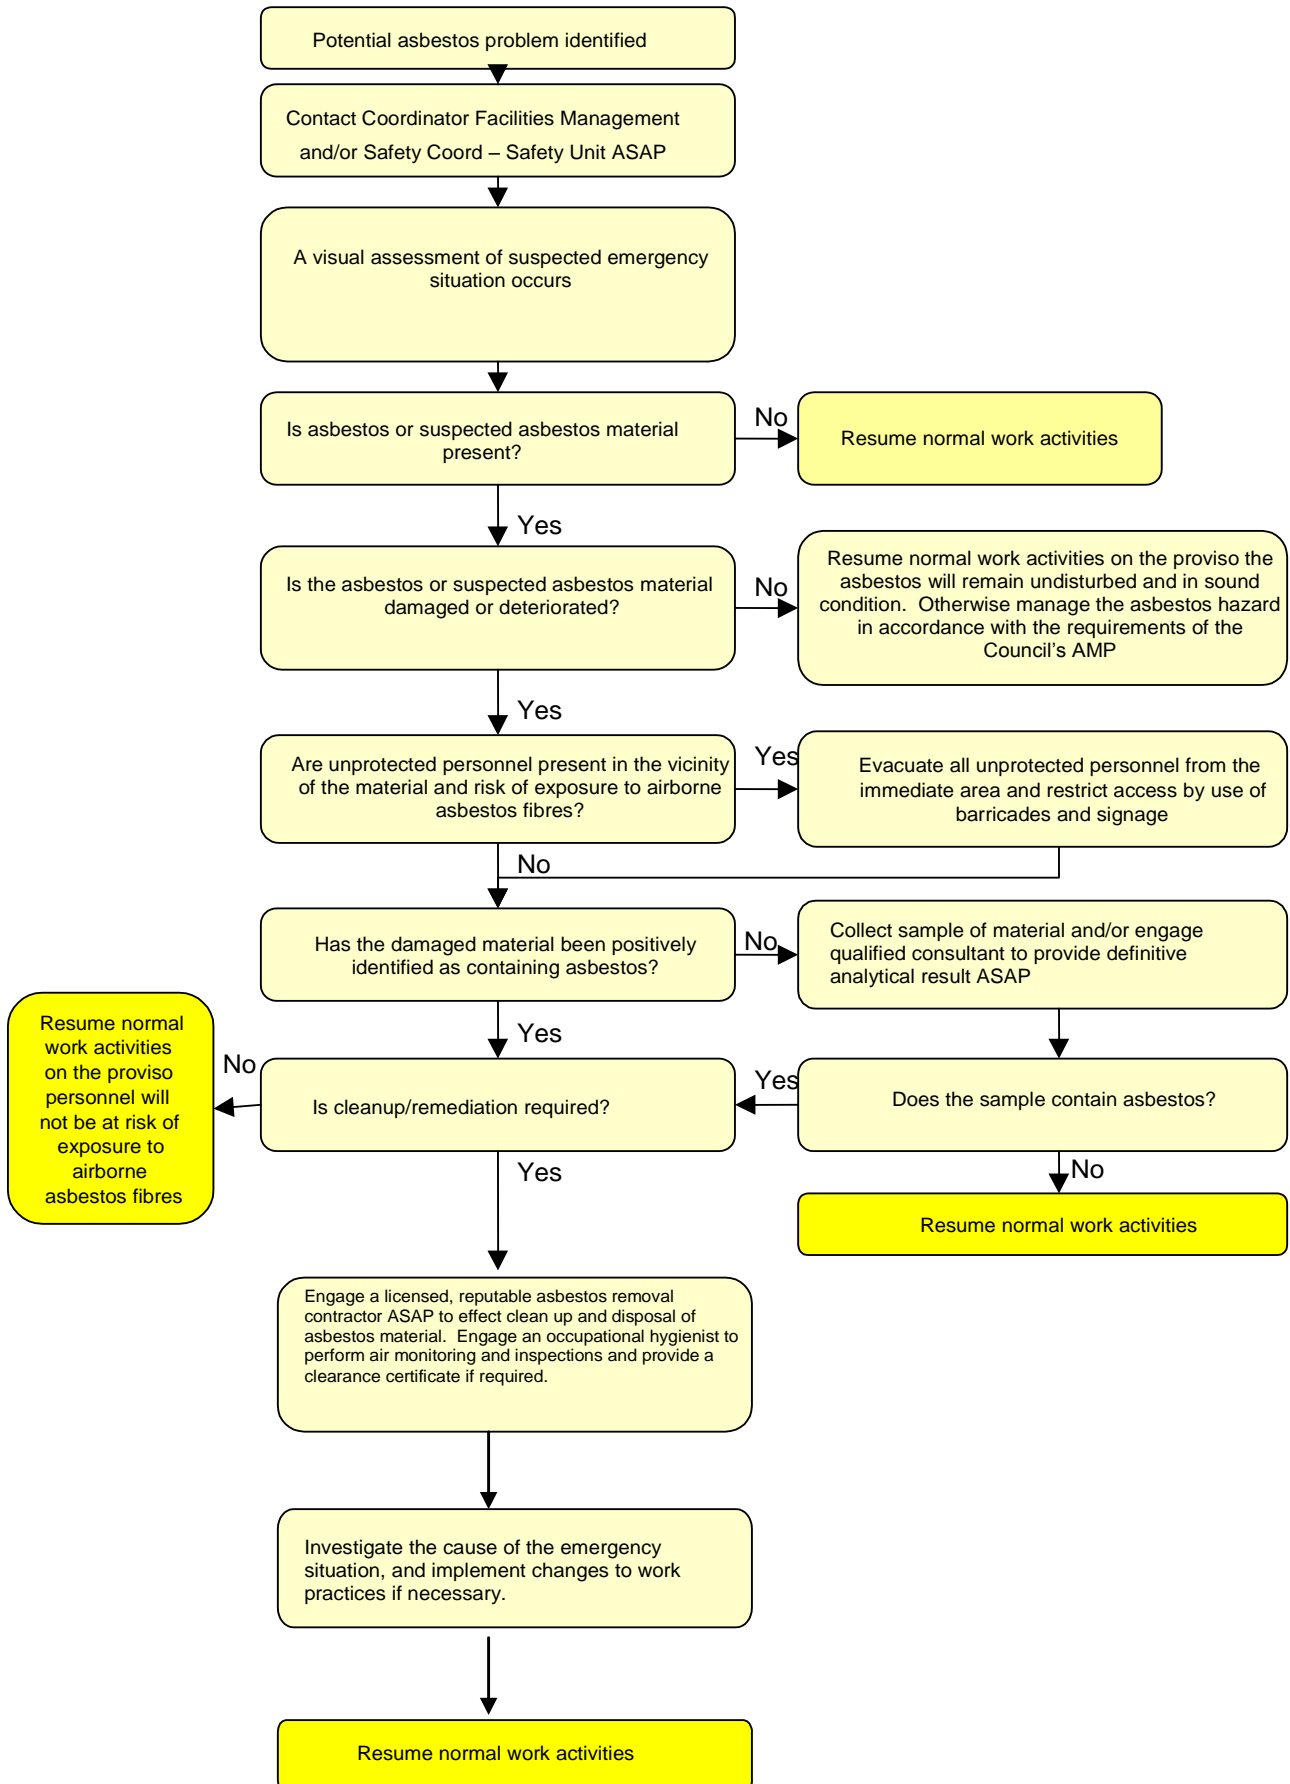 Potential asbestos problem identified
Contact Coordinator Facilities Management
and/or Safety Coord – Safety Unit ASAP
A visual assessment of suspected emergency
situation occurs
Is asbestos or suspected asbestos material
present?
No
Resume normal work activities
Yes
Is the asbestos or suspected asbestos material
damaged or deteriorated?
No
Resume normal work activities on the proviso the
asbestos will remain undisturbed and in sound
condition.  Otherwise manage the asbestos hazard
in accordance with the requirements of the
Council’s AMP
Yes
Are unprotected personnel present in the vicinity
of the material and risk of exposure to airborne
asbestos fibres?
Yes
Evacuate all unprotected personnel from the
immediate area and restrict access by use of
barricades and signage
No
Has the damaged material been positively
identified as containing asbestos?
No
Collect sample of material and/or engage
qualified consultant to provide definitive
analytical result ASAP
Yes
Resume normal
work activities
on the proviso
personnel will
not be at risk of
exposure to
airborne
asbestos fibres
No
Is cleanup/remediation required?
Yes
Does the sample contain asbestos?
No
Resume normal work activities
Yes
Engage a licensed, reputable asbestos removal
contractor ASAP to effect clean up and disposal of
asbestos material.  Engage an occupational hygienist to
perform air monitoring and inspections and provide a
clearance certificate if required.
Investigate the cause of the emergency
situation, and implement changes to work
practices if necessary.
Resume normal work activities